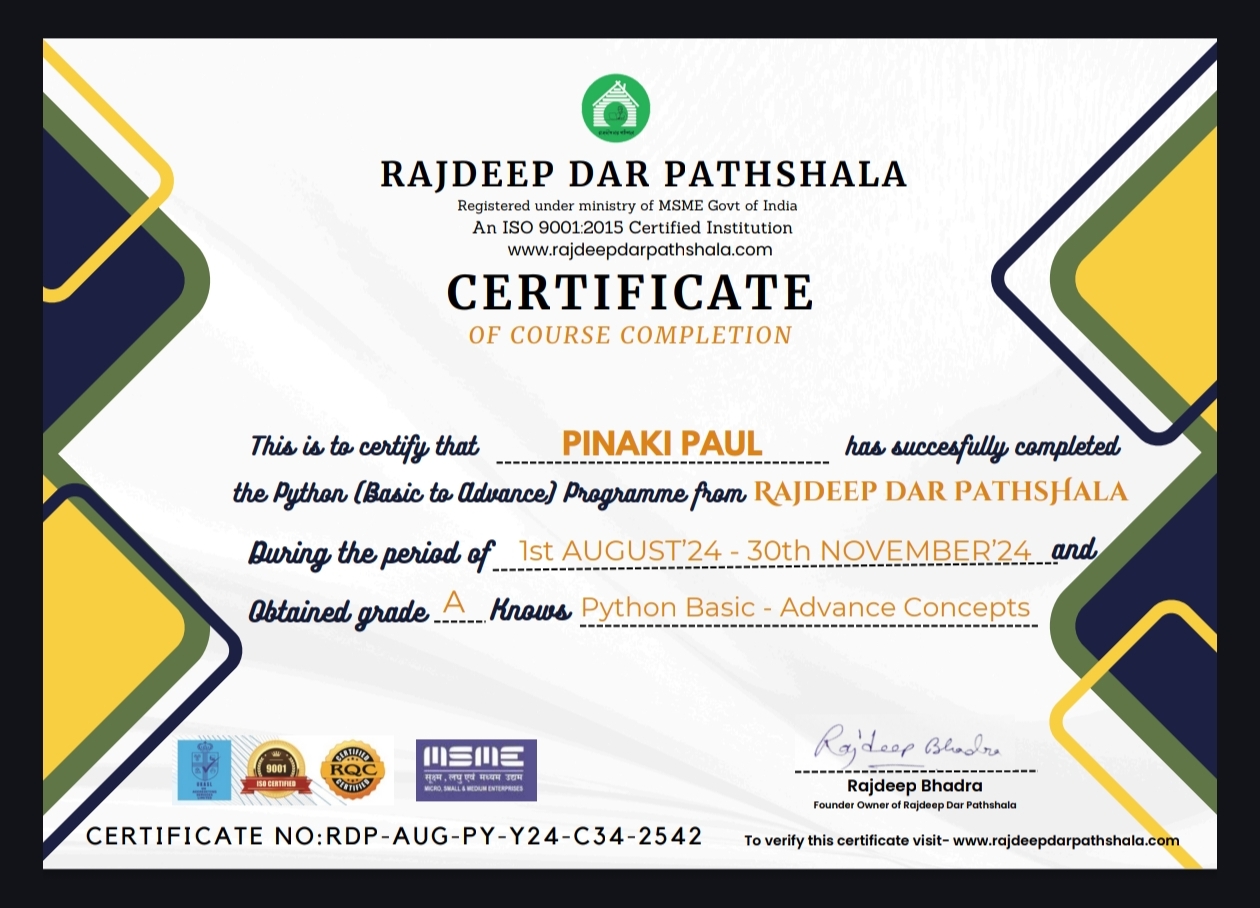 RAJDEEP DAR PATHSHALA
Registered under ministry of MSME Govt of India
An ISO 9001:2015 Certified Institution
www.rajdeepdarpathshala.com
CERTIFICATE
OF COURSE COMPLETION
This is to certify that PINAKI PAUL has succesfully completed
the Python (Basic to Advance) Programme from RAJDEEP DAR PATHSHALA
During the period of 1st AUGUST'24 - 30th NOVEMBER'24 and
Obtained grade A Knows Python Basic - Advance Concepts
9001
ISO CERTIFIED
CERTIFIED
RQC
CERTIFIED
MSME
सूक्ष्म, लघु एवं मध्यम उद्यम
MICRO, SMALL & MEDIUM ENTERPRISES
Rajdeep Bhadra
Rajdeep Bhadra
Founder Owner of Rajdeep Dar Pathshala
CERTIFICATE NO:RDP-AUG-PY-Y24-C34-2542
To verify this certificate visit- www.rajdeepdarpathshala.com